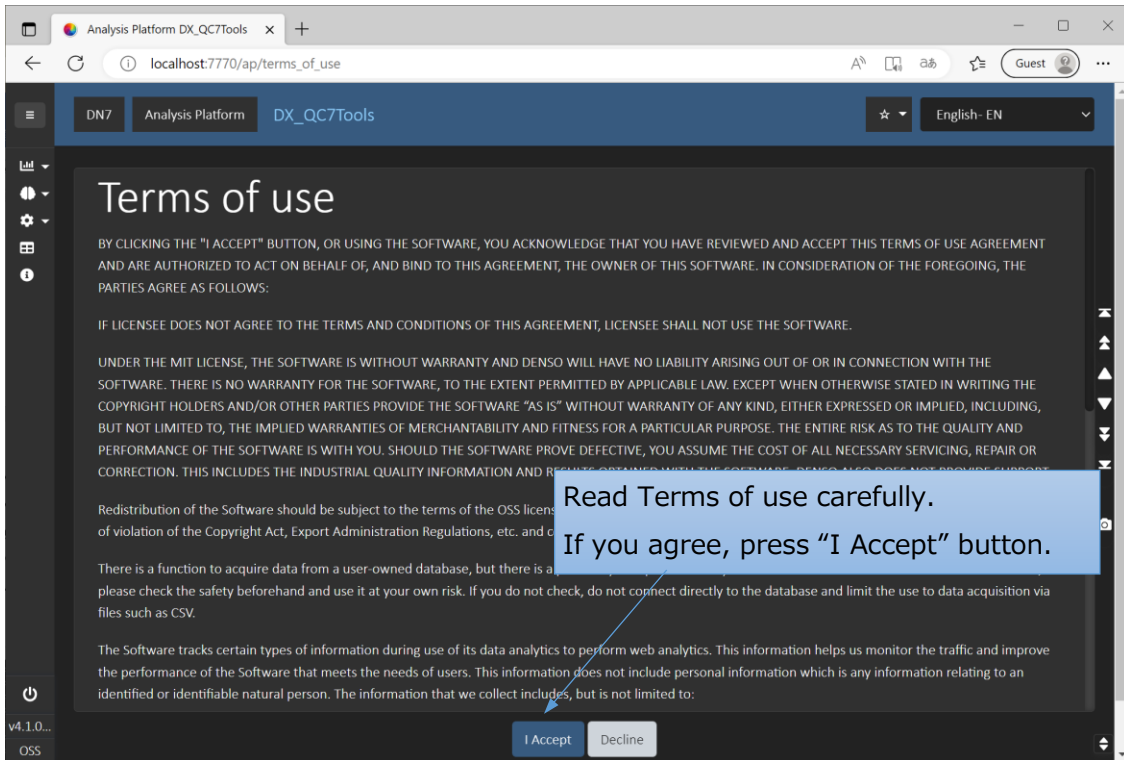 Analysis Platform DX_QC7Tools
localhost:7770/ap/terms_of_use
Guest
DN7 Analysis Platform DX_QC7Tools English- EN
Terms of use
BY CLICKING THE "I ACCEPT" BUTTON, OR USING THE SOFTWARE, YOU ACKNOWLEDGE THAT YOU HAVE REVIEWED AND ACCEPT THIS TERMS OF USE AGREEMENT
AND ARE AUTHORIZED TO ACT ON BEHALF OF, AND BIND TO THIS AGREEMENT, THE OWNER OF THIS SOFTWARE. IN CONSIDERATION OF THE FOREGOING, THE
PARTIES AGREE AS FOLLOWS:
IF LICENSEE DOES NOT AGREE TO THE TERMS AND CONDITIONS OF THIS AGREEMENT, LICENSEE SHALL NOT USE THE SOFTWARE.
UNDER THE MIT LICENSE, THE SOFTWARE IS WITHOUT WARRANTY AND DENSO WILL HAVE NO LIABILITY ARISING OUT OF OR IN CONNECTION WITH THE
SOFTWARE. THERE IS NO WARRANTY FOR THE SOFTWARE, TO THE EXTENT PERMITTED BY APPLICABLE LAW. EXCEPT WHEN OTHERWISE STATED IN WRITING THE
COPYRIGHT HOLDERS AND/OR OTHER PARTIES PROVIDE THE SOFTWARE “AS IS” WITHOUT WARRANTY OF ANY KIND, EITHER EXPRESSED OR IMPLIED, INCLUDING,
BUT NOT LIMITED TO, THE IMPLIED WARRANTIES OF MERCHANTABILITY AND FITNESS FOR A PARTICULAR PURPOSE. THE ENTIRE RISK AS TO THE QUALITY AND
PERFORMANCE OF THE SOFTWARE IS WITH YOU. SHOULD THE SOFTWARE PROVE DEFECTIVE, YOU ASSUME THE COST OF ALL NECESSARY SERVICING, REPAIR OR
CORRECTION. THIS INCLUDES THE INDUSTRIAL QUALITY INFORMATION AND RESULTS OBTAINED WITH THE SOFTWARE. DENSO ALSO DOES NOT PROVIDE SUPPORT
Redistribution of the Software should be subject to the terms of the OSS
of violation of the Copyright Act, Export Administration Regulations, etc. and
Read Terms of use carefully.
If you agree, press “I Accept” button.
There is a function to acquire data from a user-owned database, but there is a
please check the safety beforehand and use it at your own risk. If you do not check, do not connect directly to the database and limit the use to data acquisition via
files such as CSV.
The Software tracks certain types of information during use of its data analytics to perform web analytics. This information helps us monitor the traffic and improve
the performance of the Software that meets the needs of users. This information does not include personal information which is any information relating to an
identified or identifiable natural person. The information that we collect includes, but is not limited to:
v4.1.0...
OSS
I Accept Decline